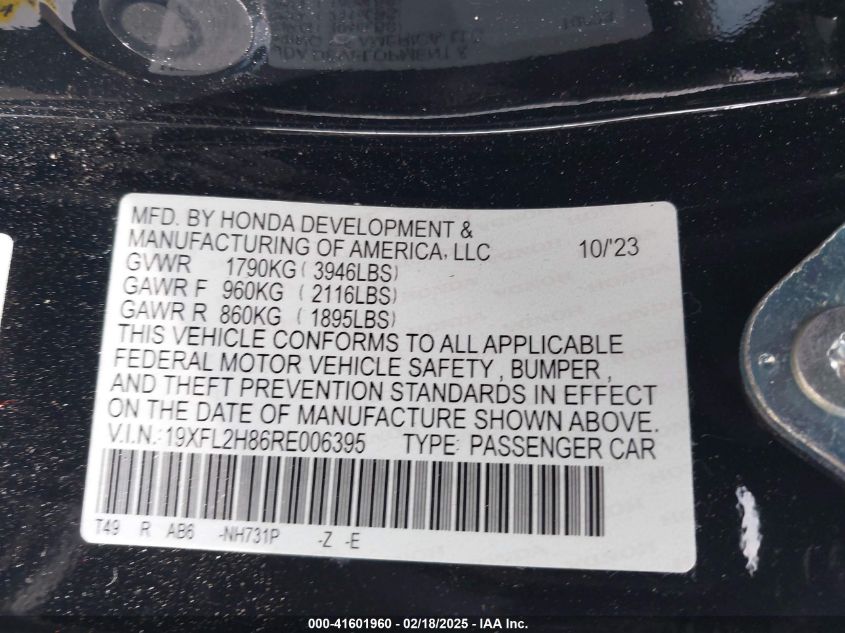 MFD. BY HONDA DEVELOPMENT &
MANUFACTURING OF AMERICA, LLC 10/'23
GVWR 1790KG ( 3946LBS)
GAWR F 960KG ( 2116LBS)
GAWR R 860KG ( 1895LBS)
THIS VEHICLE CONFORMS TO ALL APPLICABLE
FEDERAL MOTOR VEHICLE SAFETY , BUMPER ,
AND THEFT PREVENTION STANDARDS IN EFFECT
ON THE DATE OF MANUFACTURE SHOWN ABOVE.
V.I.N.:19XFL2H86RE006395 TYPE: PASSENGER CAR
T49 R AB6 -NH731P -Z -E
000-41601960 - 02/18/2025 - IAA Inc.